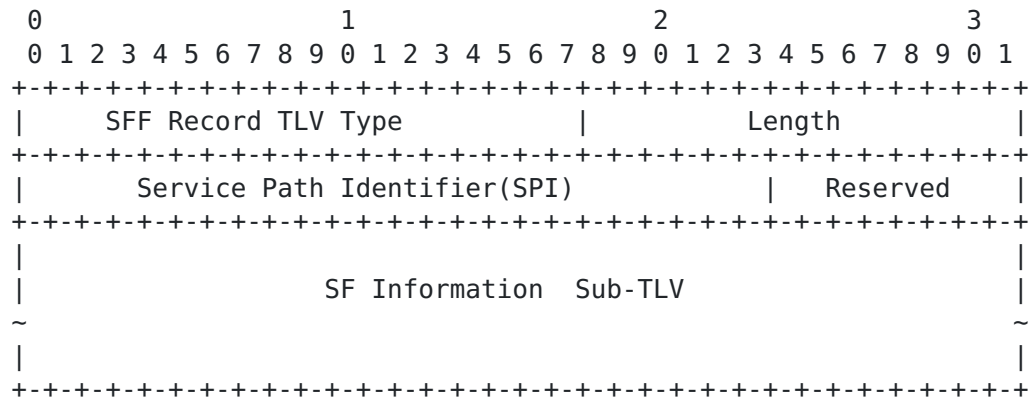 0                   1                   2                   3
 0 1 2 3 4 5 6 7 8 9 0 1 2 3 4 5 6 7 8 9 0 1 2 3 4 5 6 7 8 9 0 1
+-+-+-+-+-+-+-+-+-+-+-+-+-+-+-+-+-+-+-+-+-+-+-+-+-+-+-+-+-+-+-+-+
|     SFF Record TLV Type           |          Length           |
+-+-+-+-+-+-+-+-+-+-+-+-+-+-+-+-+-+-+-+-+-+-+-+-+-+-+-+-+-+-+-+-+
|       Service Path Identifier(SPI)            |   Reserved    |
+-+-+-+-+-+-+-+-+-+-+-+-+-+-+-+-+-+-+-+-+-+-+-+-+-+-+-+-+-+-+-+-+
|                                                               |
|                   SF Information  Sub-TLV                     |
~                                                               ~
|                                                               |
+-+-+-+-+-+-+-+-+-+-+-+-+-+-+-+-+-+-+-+-+-+-+-+-+-+-+-+-+-+-+-+-+